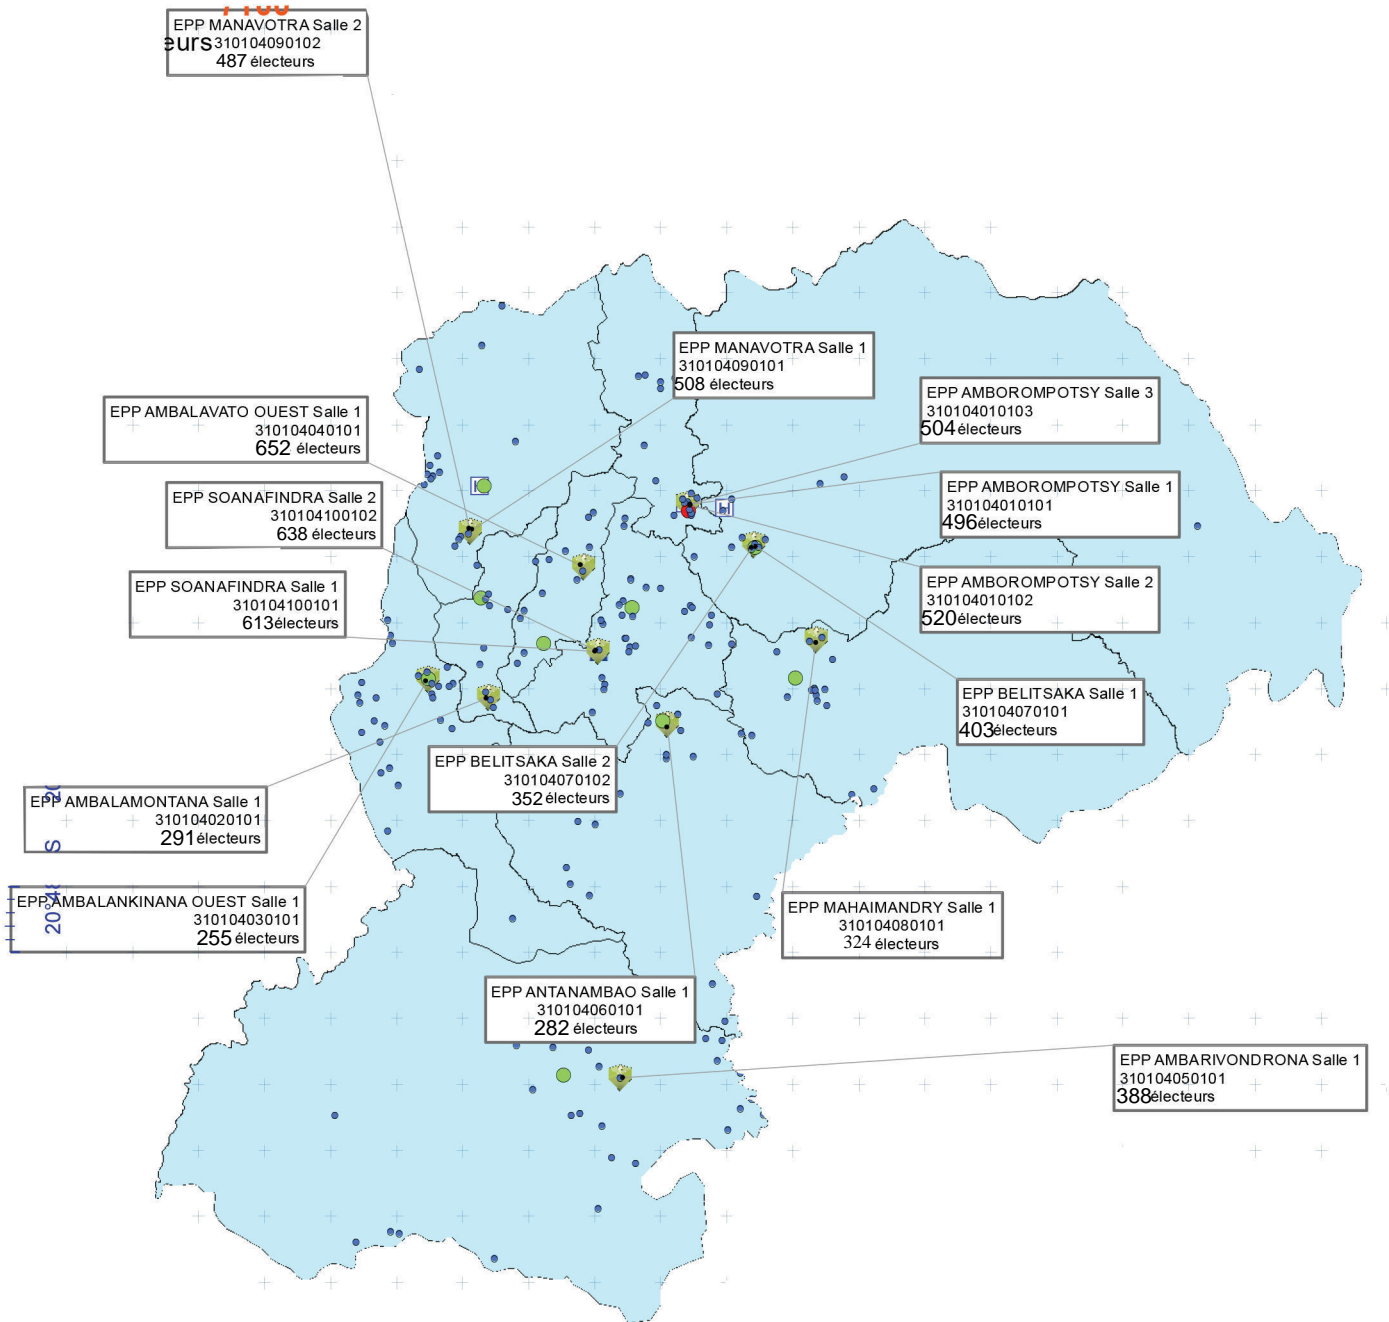 EPP MANAVOTRA Salle 2
eurs 310104090102
487 électeurs
EPP MANAVOTRA Salle 1
310104090101
508 électeurs
EPP AMBOROMPOTSY Salle 3
310104010103
504 électeurs
EPP AMBALAVATO OUEST Salle 1
310104040101
652 électeurs
EPP AMBOROMPOTSY Salle 1
310104010101
496électeurs
EPP SOANAFINDRA Salle 2
310104100102
638 électeurs
EPP AMBOROMPOTSY Salle 2
310104010102
520électeurs
EPP SOANAFINDRA Salle 1
310104100101
613électeurs
EPP BELITSAKA Salle 1
310104070101
403électeurs
EPP BELITSAKA Salle 2
310104070102
352électeurs
EPP AMBALAMONTANA Salle 1
310104020101
291électeurs
EPP AMBALANKINANA OUEST Salle 1
310104030101
255 électeurs
20°48
S
20
EPP MAHAIMANDRY Salle 1
310104080101
324 électeurs
EPP ANTANAMBAO Salle 1
310104060101
282 électeurs
EPP AMBARIVONDRONA Salle 1
310104050101
388électeurs